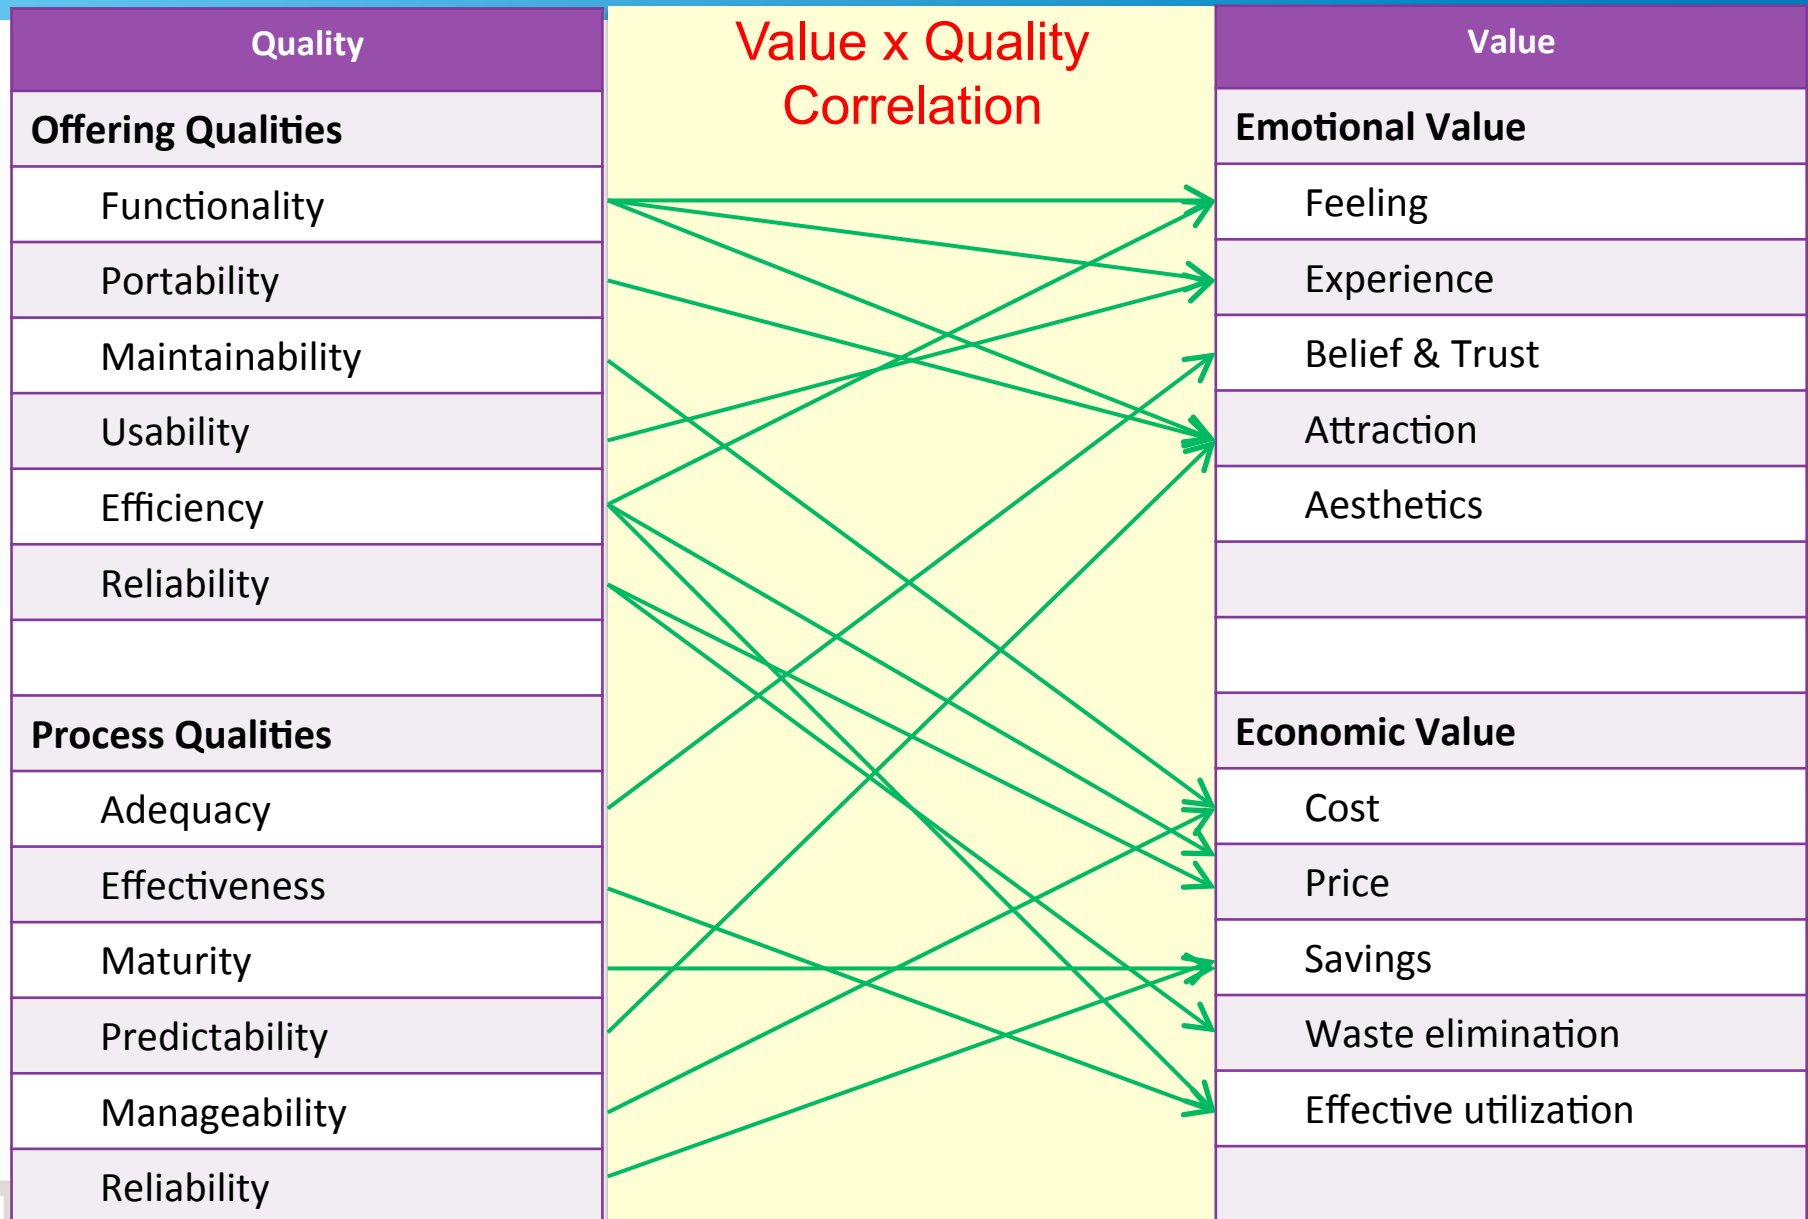 Quality
Offering Qualities
Functionality
Portability
Maintainability
Usability
Efficiency
Reliability
Process Qualities
Adequacy
Effectiveness
Maturity
Predictability
Manageability
Reliability
Value x Quality
Correlation
Value
Emotional Value
Feeling
Experience
Belief & Trust
Attraction
Aesthetics
Economic Value
Cost
Price
Savings
Waste elimination
Effective utilization